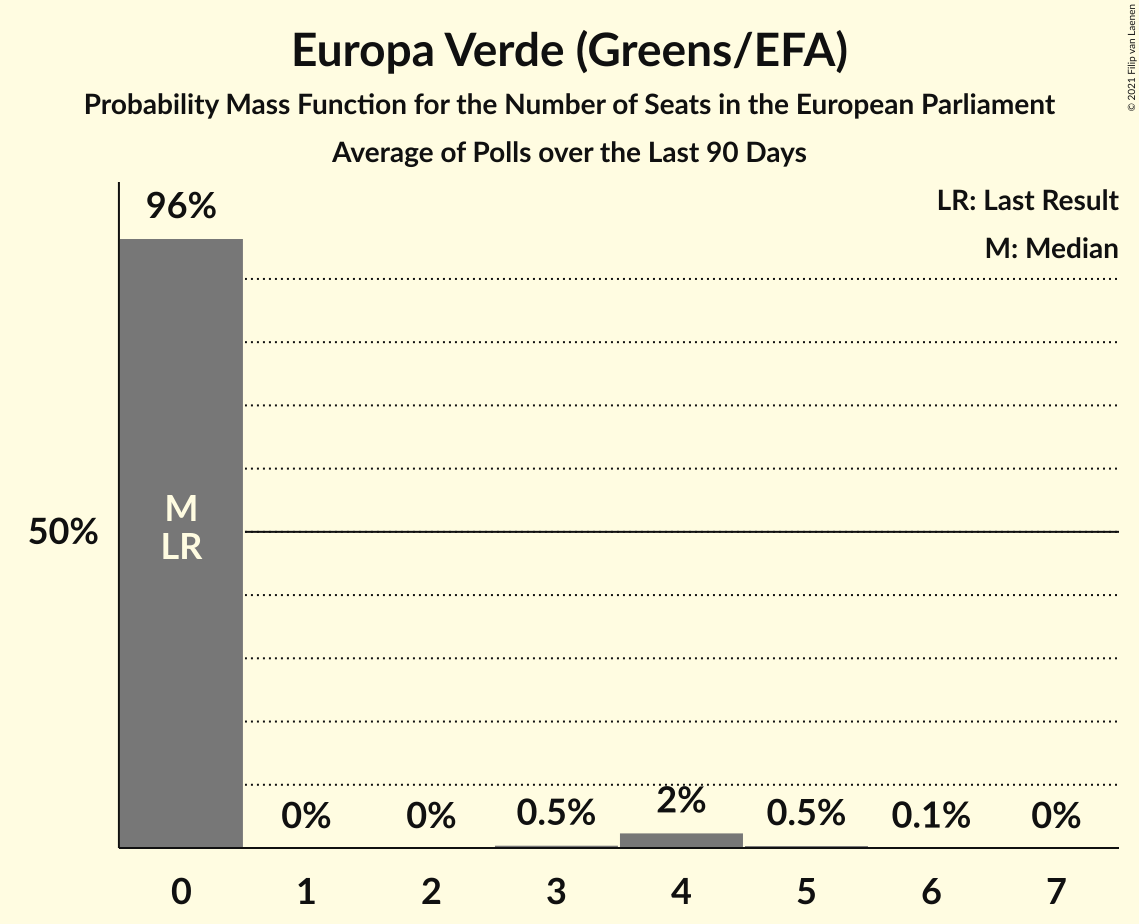 Europa Verde (Greens/EFA)
Probability Mass Function for the Number of Seats in the European Parliament
Average of Polls over the Last 90 Days
© 2021 Filip van Laenen
LR: Last Result
M: Median
96%
50%
M
LR
0% 0% 0.5% 2% 0.5% 0.1% 0%
0 1 2 3 4 5 6 7